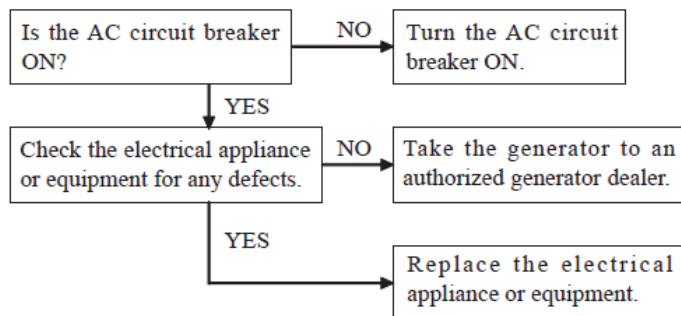 Is the AC circuit breaker
ON?
NO
Turn the AC circuit
breaker ON.
YES
Check the electrical appliance
or equipment for any defects.
NO
Take the generator to an
authorized generator dealer.
YES
Replace the electrical
appliance or equipment.